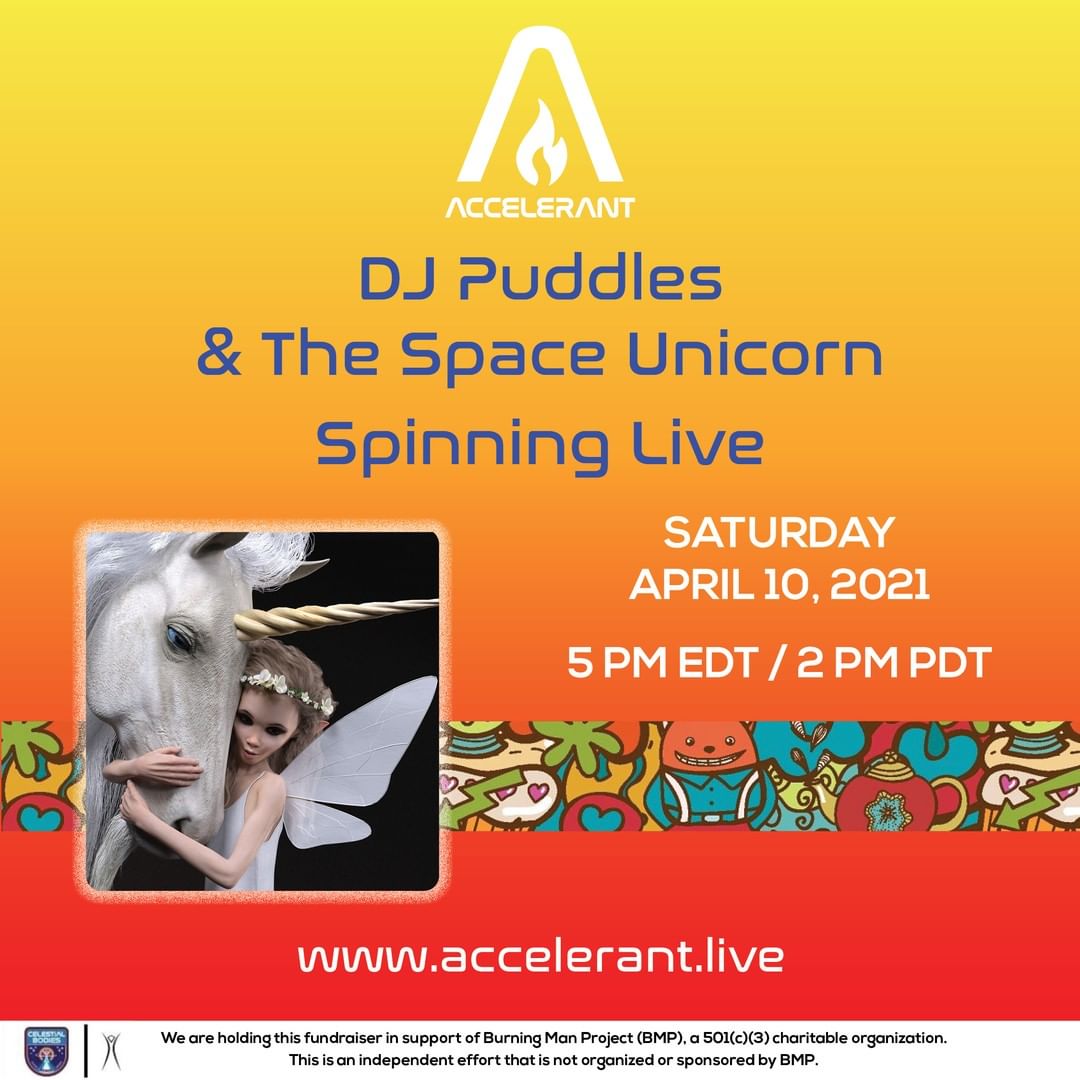 ACCELERANT
DJ Puddles
& The Space Unicorn
Spinning Live
SATURDAY
APRIL 10, 2021
5 PM EDT / 2 PM PDT
www.accelerant.live
CELESTIAL
BODIES
We are holding this fundraiser in support of Burning Man Project (BMP), a 501(c)(3) charitable organization.
This is an independent effort that is not organized or sponsored by BMP.